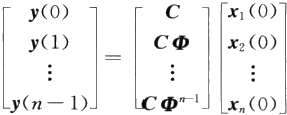 y(0) C x₁(0)
y(1) CΦ x₂(0)
⋮ = ⋮ ⋮
y(n−1) CΦⁿ⁻¹ xₙ(0)